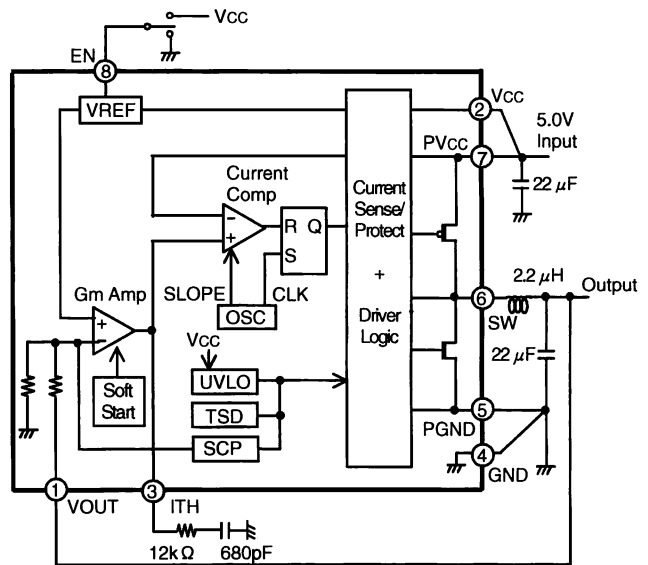 VCC
EN
8
VREF
2
VCC
5.0V
Input
PVCC
7
22 µF
Current
Comp
Current
Sense/
Protect
+
Driver
Logic
−
+
R Q
S
SLOPE
CLK
OSC
Gm Amp
+
−
Soft
Start
VCC
UVLO
TSD
SCP
2.2 µH
Output
6
SW
22 µF
5
PGND
4
GND
1
VOUT
3
ITH
12kΩ
680pF